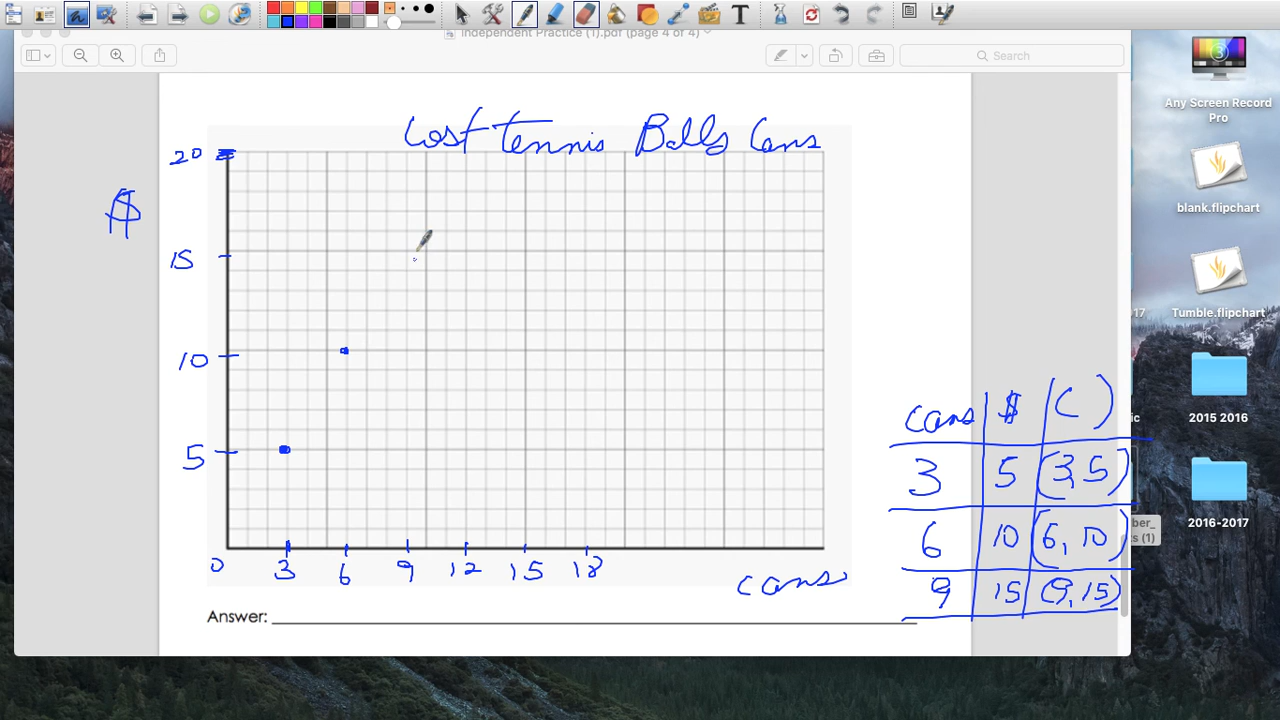 Independent Practice (1).pdf (page 4 of 4)
Search
Any Screen Record Pro
blank.flipchart
Tumble.flipchart
2015 2016
2016-2017
Cost Tennis Balls Cans
$
20
15
10
5
0 3 6 9 12 15 18
cans
cans $ ( )
3 5 (3,5)
6 10 (6,10)
9 15 (9,15)
Answer: